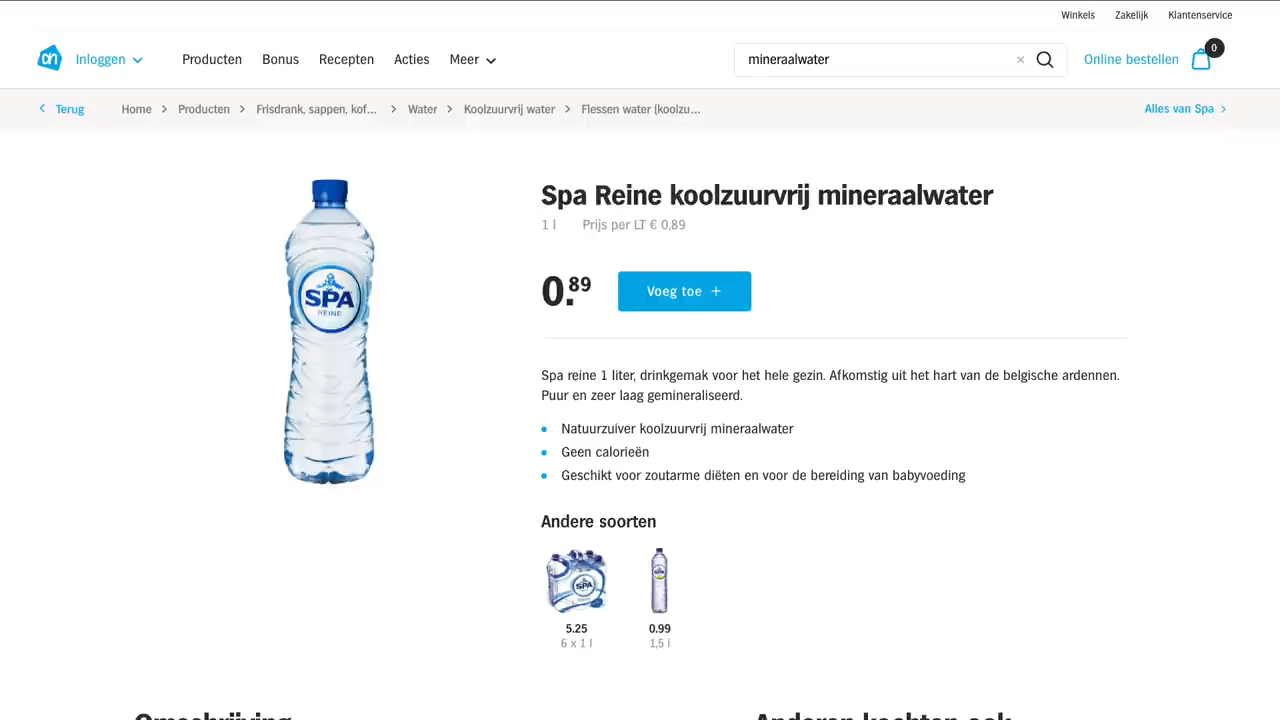 Winkels Zakelijk Klantenservice
Inloggen Producten Bonus Recepten Acties Meer mineraalwater Online bestellen 0
Terug Home Producten Frisdrank, sappen, kof... Water Koolzuurvrij water Flessen water (koolzu... Alles van Spa
SPA
REINE
Spa Reine koolzuurvrij mineraalwater
1 l Prijs per LT € 0,89
0.89 Voeg toe +
Spa reine 1 liter, drinkgemak voor het hele gezin. Afkomstig uit het hart van de belgische ardennen.
Puur en zeer laag gemineraliseerd.
Natuurzuiver koolzuurvrij mineraalwater
Geen calorieën
Geschikt voor zoutarme diëten en voor de bereiding van babyvoeding
Andere soorten
SPA SPA
5.25 0.99
6 x 1 l 1,5 l
Omschrijving Anderen kochten ook